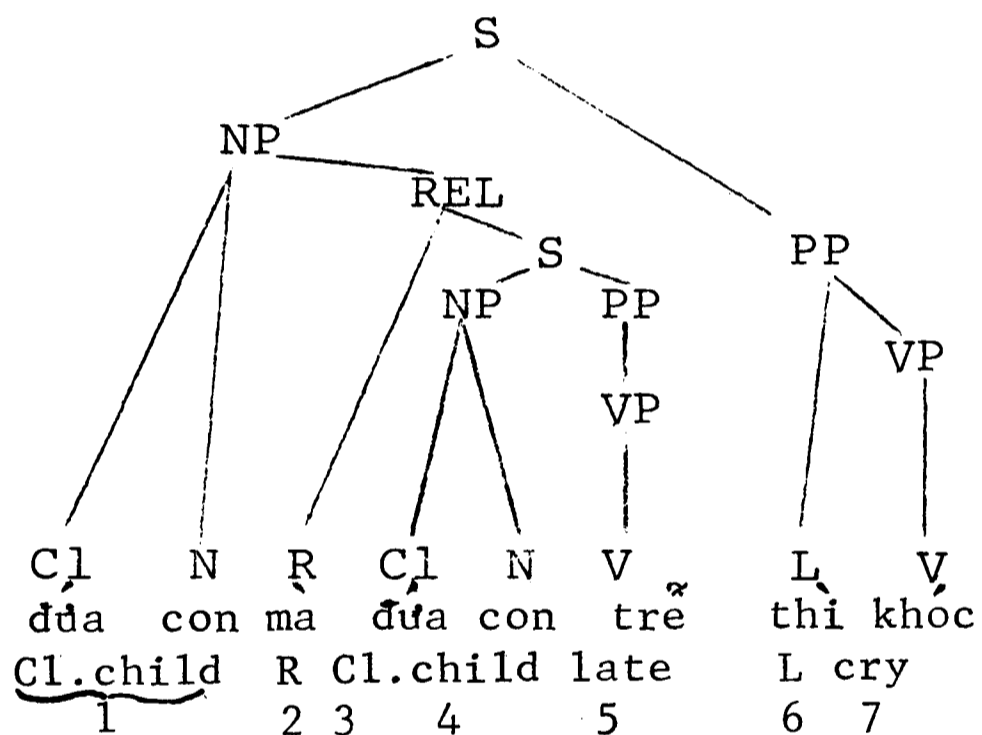 S
NP
REL
S
PP
NP PP
VP
VP
Cl N R Cl N V L V
đứa con mà đứa con trễ thì khóc
Cl.child R Cl.child late L cry
1 2 3 4 5 6 7